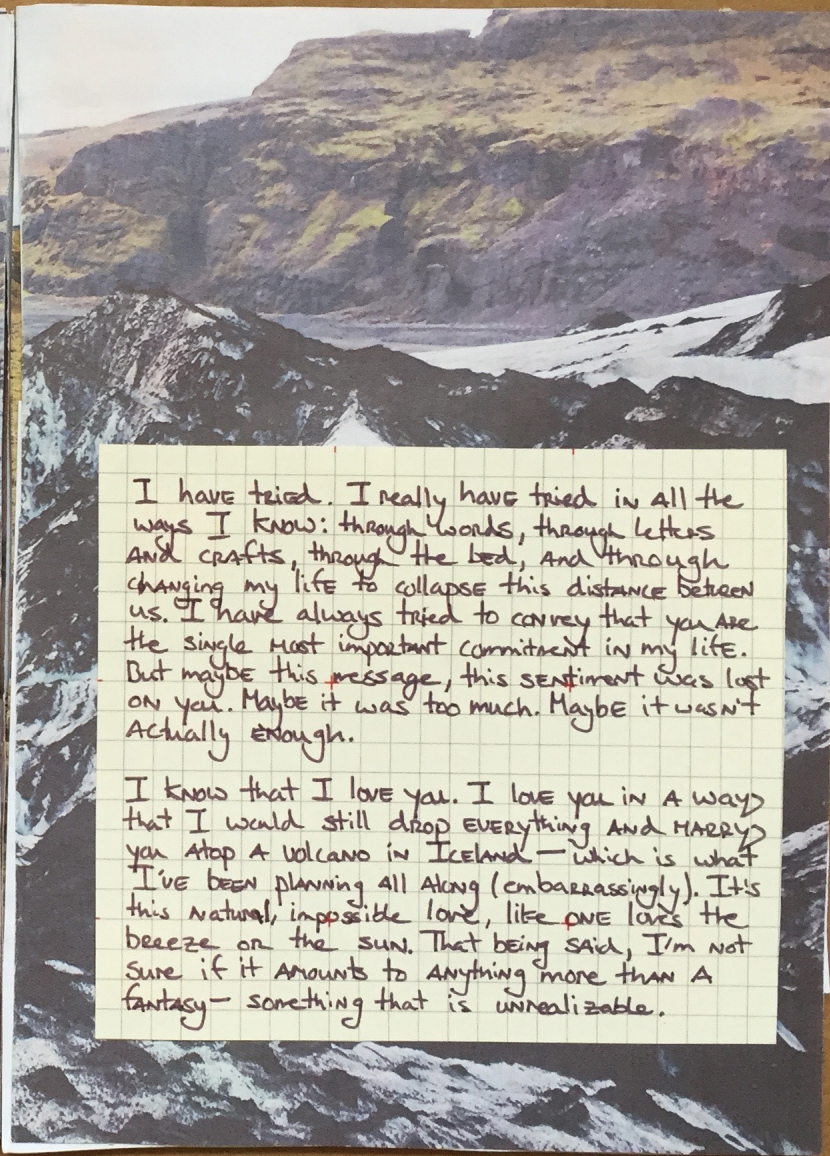 I have tried. I really have tried in all the
ways I know: through words, through letters
and crafts, through the bed, and through
changing my life to collapse this distance between
us. I have always tried to convey that you are
the single most important commitment in my life.
But maybe this message, this sentiment was lost
on you. Maybe it was too much. Maybe it wasn't
actually enough.
I know that I love you. I love you in a way
that I would still drop everything and marry
you atop a volcano in Iceland — which is what
I've been planning all along (embarrassingly). It's
this natural, impossible love, like one loves the
breeze or the sun. That being said, I'm not
sure if it amounts to anything more than a
fantasy — something that is unrealizable.